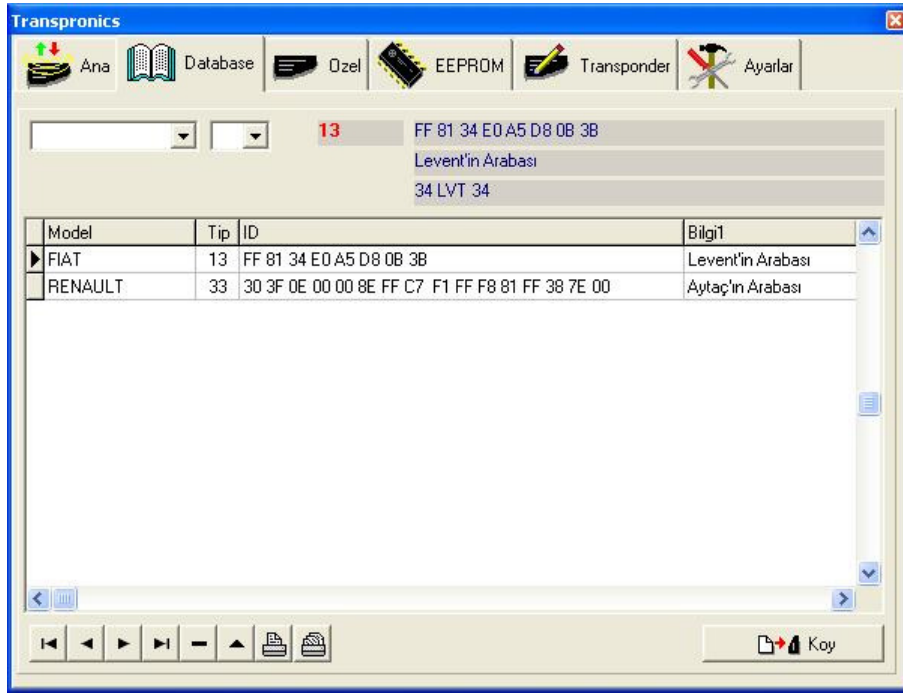 Transpronics
Ana Database Ozel EEPROM Transponder Ayarlar
13 FF 81 34 E0 A5 D8 0B 3B
Levent'in Arabası
34 LVT 34
Model Tip ID Bilgi1
FIAT 13 FF 81 34 E0 A5 D8 0B 3B Levent'in Arabası
RENAULT 33 30 3F 0E 00 00 8E FF C7 F1 FF F8 81 FF 38 7E 00 Aytaç'ın Arabası
Koy